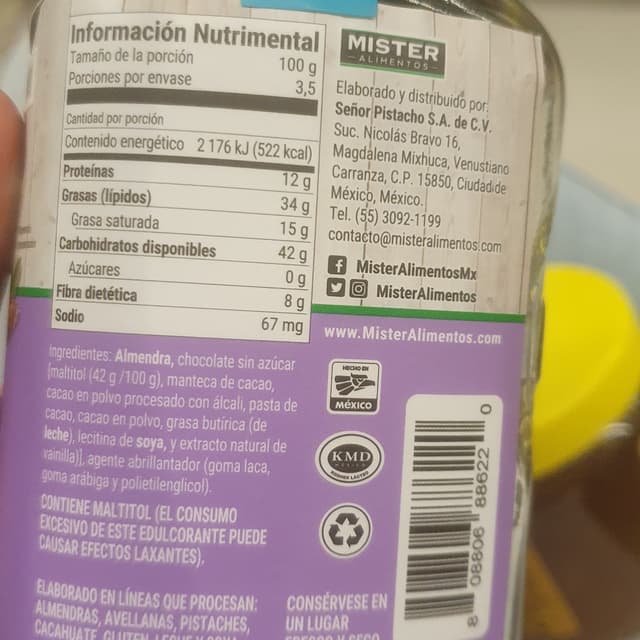 Información Nutrimental
Tamaño de la porción 100 g
Porciones por envase 3,5
Cantidad por porción
Contenido energético 2 176 kJ (522 kcal)
Proteínas 12 g
Grasas (lípidos) 34 g
Grasa saturada 15 g
Carbohidratos disponibles 42 g
Azúcares 0 g
Fibra dietética 8 g
Sodio 67 mg
Ingredientes: Almendra, chocolate sin azúcar
[maltitol (42 g /100 g), manteca de cacao,
cacao en polvo procesado con álcali, pasta de
cacao, cacao en polvo, grasa butírica (de
leche), lecitina de soya, y extracto natural de
vainilla)], agente abrillantador (goma laca,
goma arábiga y polietilenglicol).
CONTIENE MALTITOL (EL CONSUMO
EXCESIVO DE ESTE EDULCORANTE PUEDE
CAUSAR EFECTOS LAXANTES).
ELABORADO EN LÍNEAS QUE PROCESAN:
ALMENDRAS, AVELLANAS, PISTACHES,
CACAHUATE, GLUTEN, LECHE Y SOYA
MISTER
ALIMENTOS
Elaborado y distribuido por:
Señor Pistacho S.A. de C.V.
Suc. Nicolás Bravo 16,
Magdalena Mixhuca, Venustiano
Carranza, C.P. 15850, Ciudad de
México, México.
Tel. (55) 3092-1199
contacto@misteralimentos.com
MisterAlimentosMx
MisterAlimentos
www.MisterAlimentos.com
HECHO EN
MÉXICO
KMD
MÉXICO
KOSHER LACTEO
8 08806 88622 0
CONSÉRVESE EN
UN LUGAR
FRESCO Y SECO